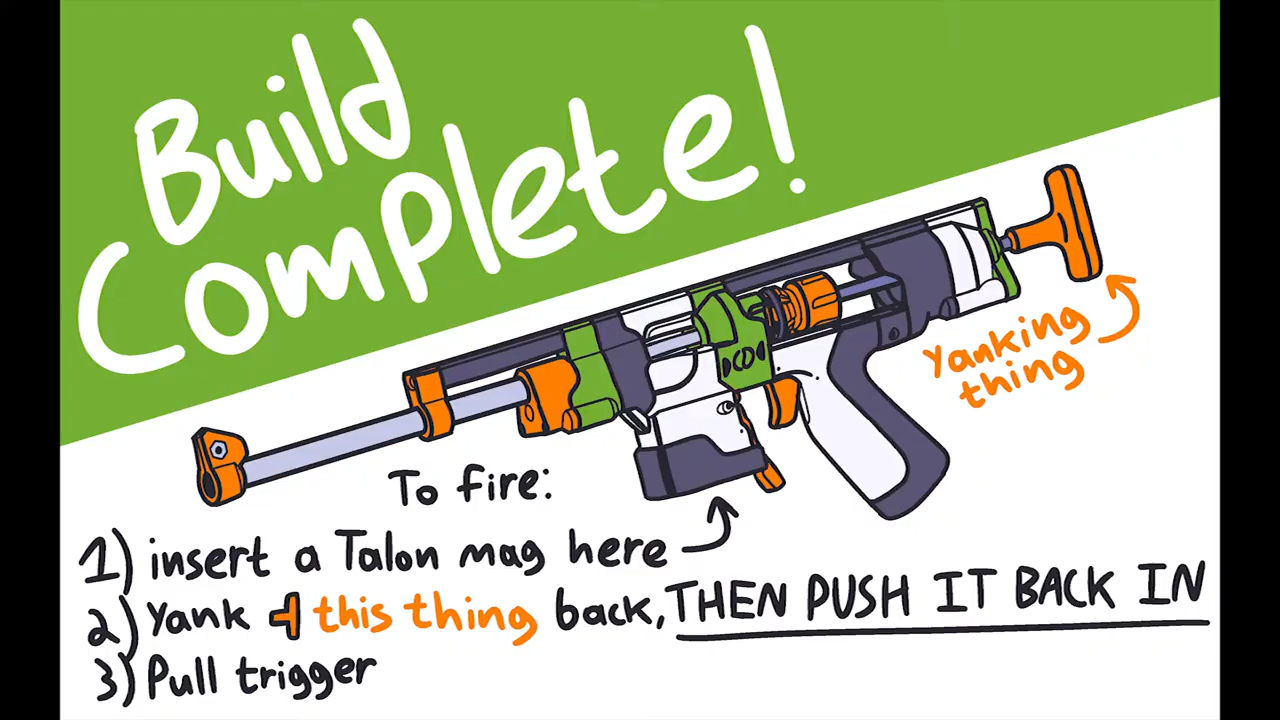 Build
Complete!
Yanking
thing
To fire:
1) insert a Talon mag here
2) Yank this thing back, THEN PUSH IT BACK IN
3) Pull trigger